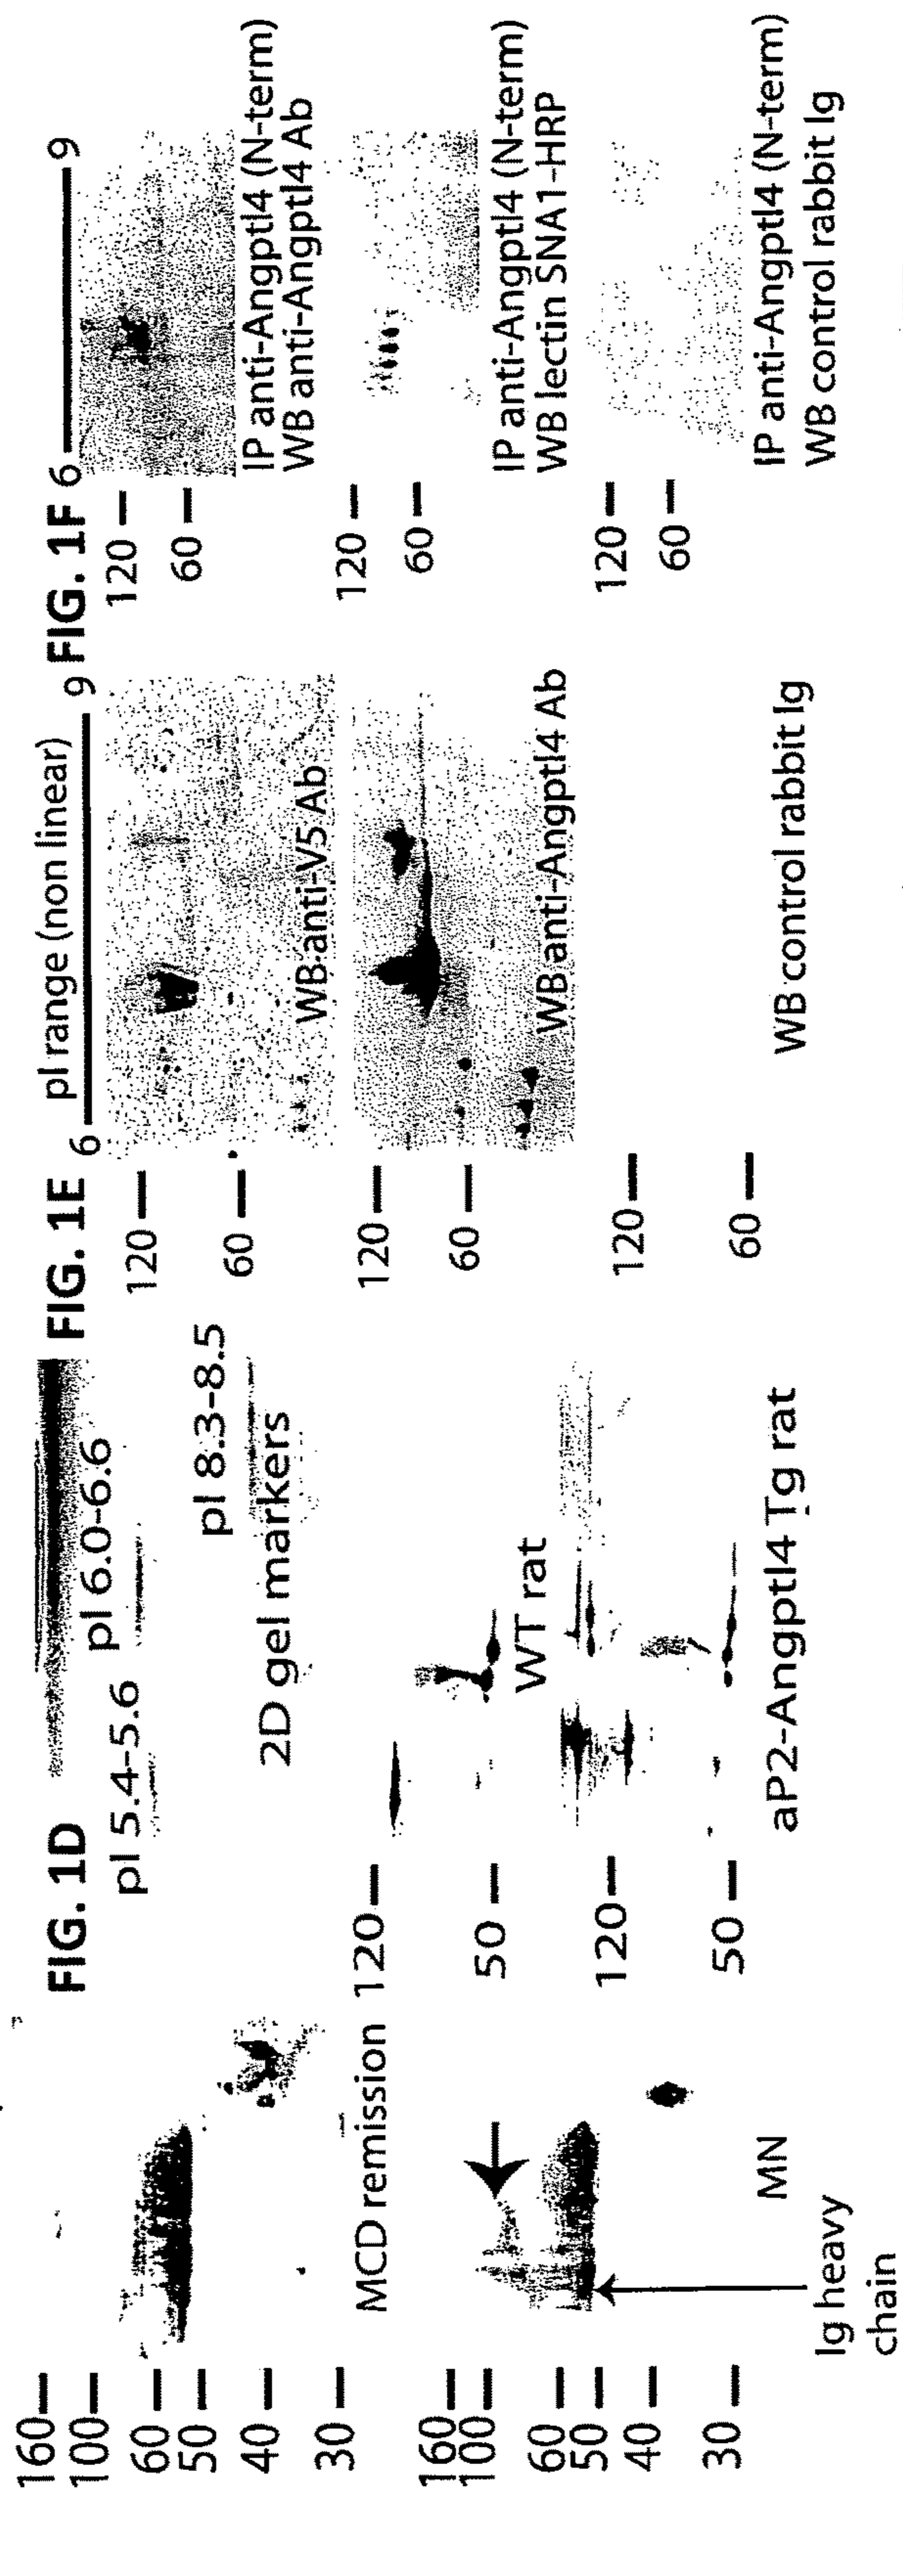 160
100
60
50
40
30
MCD remission
160
100
60
50
40
30
MN
Ig heavy
chain
FIG. 1D
pI 5.4-5.6
pI 6.0-6.6
pI 8.3-8.5
2D gel markers
120
50
WT rat
120
50
aP2-Angptl4 Tg rat
FIG. 1E
pI range (non linear)
6
9
120
60
WB anti-V5 Ab
120
60
WB anti-Angptl4 Ab
120
60
WB control rabbit Ig
FIG. 1F
6
9
120
60
IP anti-Angptl4 (N-term)
WB anti-Angptl4 Ab
120
60
IP anti-Angptl4 (N-term)
WB lectin SNA1-HRP
120
60
IP anti-Angptl4 (N-term)
WB control rabbit Ig